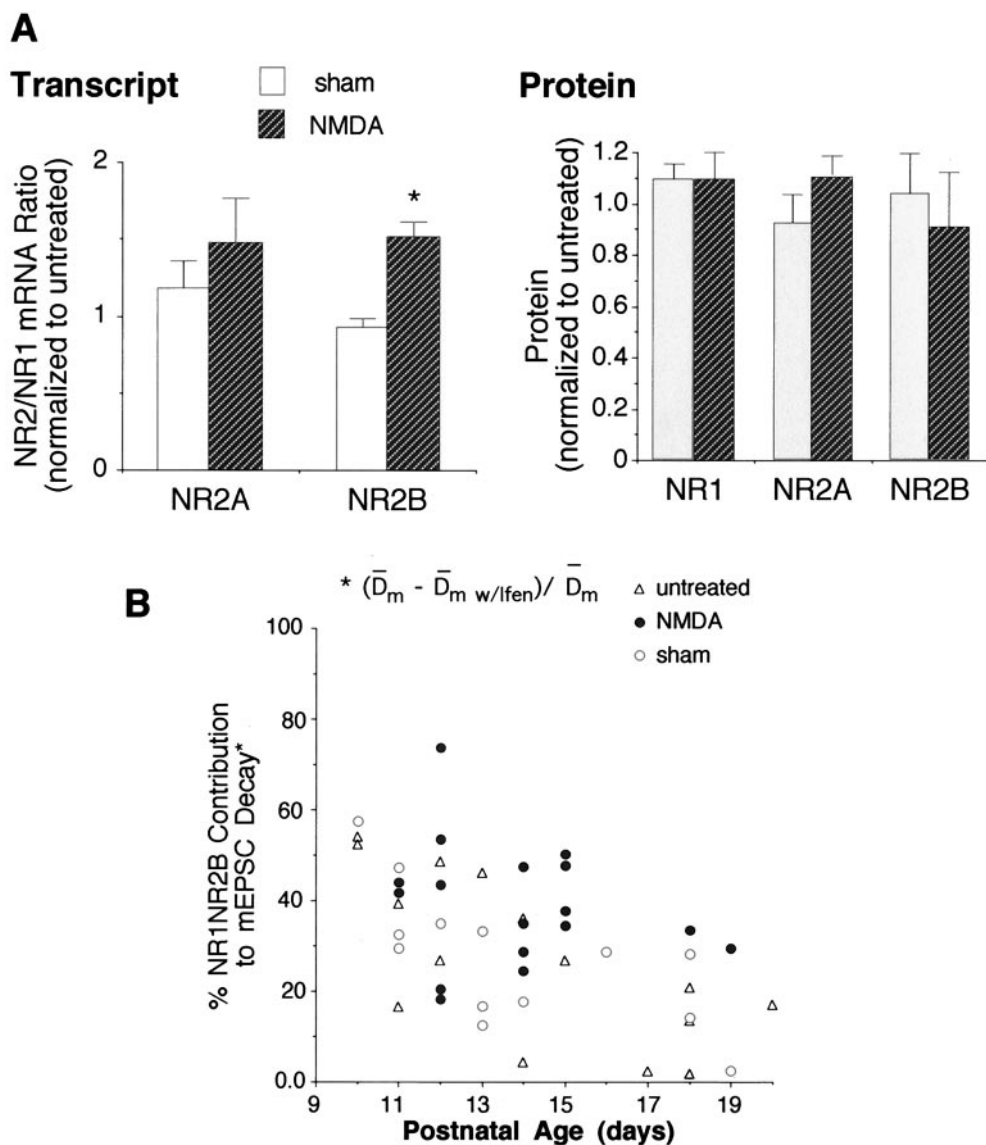 A
Transcript
sham
NMDA
Protein
NR2/NR1 mRNA Ratio
(normalized to untreated)
2
1
0
*
NR2A
NR2B
Protein
(normalized to untreated)
1.2
1.0
0.8
0.6
0.4
0.2
0
NR1
NR2A
NR2B
B
* (D̄m - D̄m w/Ifen)/ D̄m
untreated
NMDA
sham
% NR1NR2B Contribution
to mEPSC Decay*
100
80
60
40
20
0.0
9
11
13
15
17
19
Postnatal Age (days)